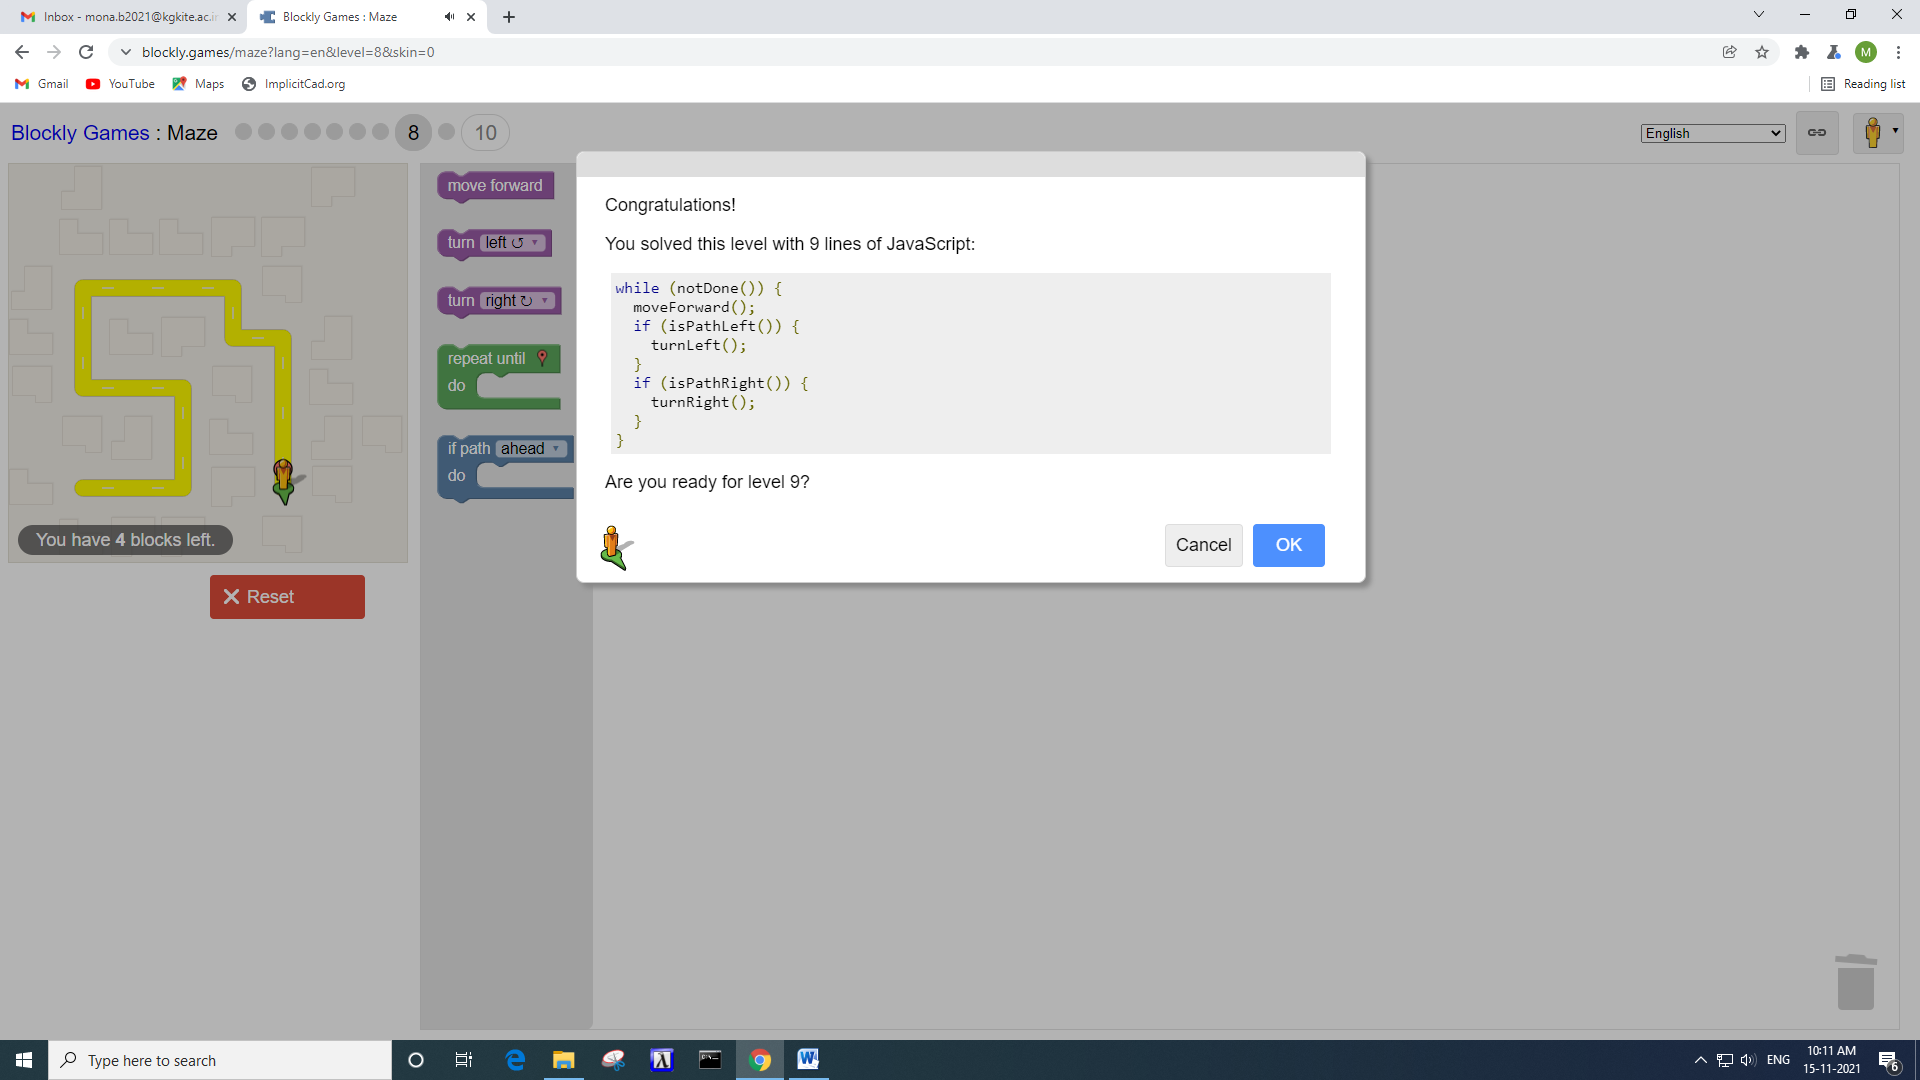 Inbox - mona.b2021@kgkite.ac.in
Blockly Games : Maze
blockly.games/maze?lang=en&level=8&skin=0
M
Gmail
YouTube
Maps
ImplicitCad.org
Reading list
Blockly Games : Maze
8
10
English
move forward
turn left
turn right
repeat until
do
if path ahead
do
You have 4 blocks left.
Reset
Congratulations!
You solved this level with 9 lines of JavaScript:
while (notDone()) {
  moveForward();
  if (isPathLeft()) {
    turnLeft();
  }
  if (isPathRight()) {
    turnRight();
  }
}
Are you ready for level 9?
Cancel
OK
Type here to search
ENG
10:11 AM
15-11-2021
6